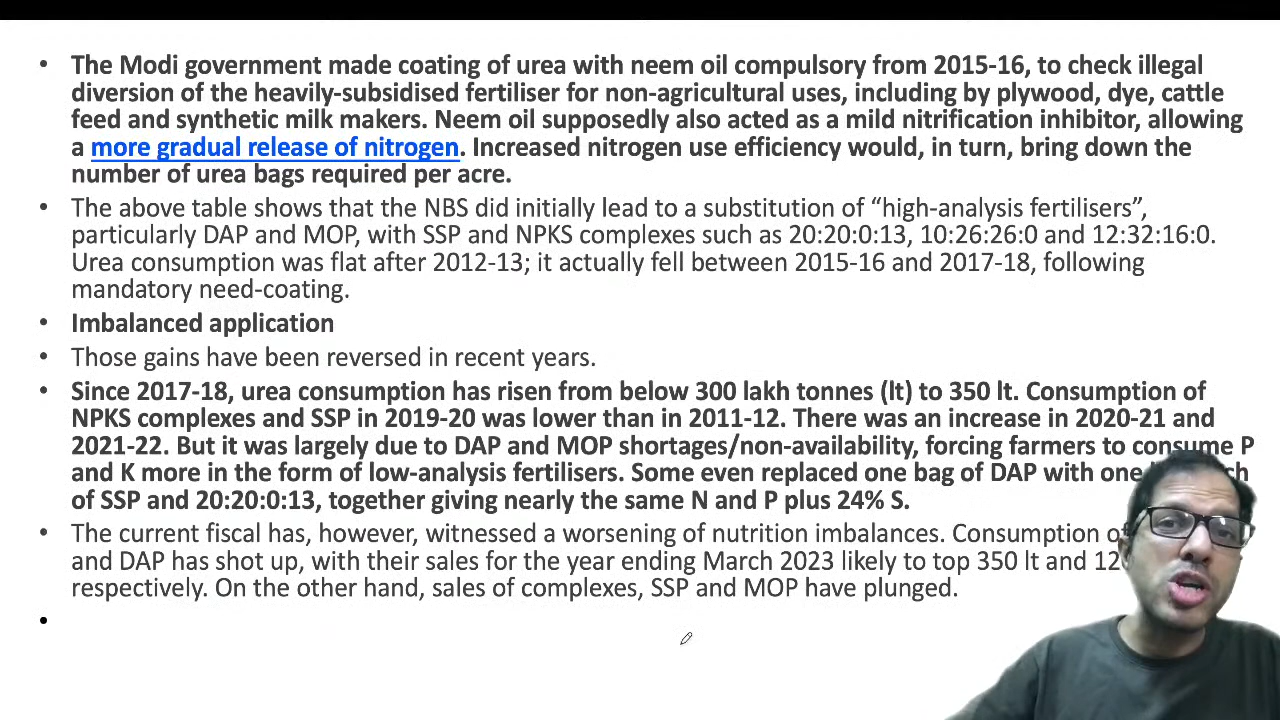 • The Modi government made coating of urea with neem oil compulsory from 2015-16, to check illegal
diversion of the heavily-subsidised fertiliser for non-agricultural uses, including by plywood, dye, cattle
feed and synthetic milk makers. Neem oil supposedly also acted as a mild nitrification inhibitor, allowing
a more gradual release of nitrogen. Increased nitrogen use efficiency would, in turn, bring down the
number of urea bags required per acre.
• The above table shows that the NBS did initially lead to a substitution of “high-analysis fertilisers”,
particularly DAP and MOP, with SSP and NPKS complexes such as 20:20:0:13, 10:26:26:0 and 12:32:16:0.
Urea consumption was flat after 2012-13; it actually fell between 2015-16 and 2017-18, following
mandatory need-coating.
• Imbalanced application
• Those gains have been reversed in recent years.
• Since 2017-18, urea consumption has risen from below 300 lakh tonnes (lt) to 350 lt. Consumption of
NPKS complexes and SSP in 2019-20 was lower than in 2011-12. There was an increase in 2020-21 and
2021-22. But it was largely due to DAP and MOP shortages/non-availability, forcing farmers to consume P
and K more in the form of low-analysis fertilisers. Some even replaced one bag of DAP with one
of SSP and 20:20:0:13, together giving nearly the same N and P plus 24% S.
• The current fiscal has, however, witnessed a worsening of nutrition imbalances. Consumption
and DAP has shot up, with their sales for the year ending March 2023 likely to top 350 lt and
respectively. On the other hand, sales of complexes, SSP and MOP have plunged.
•